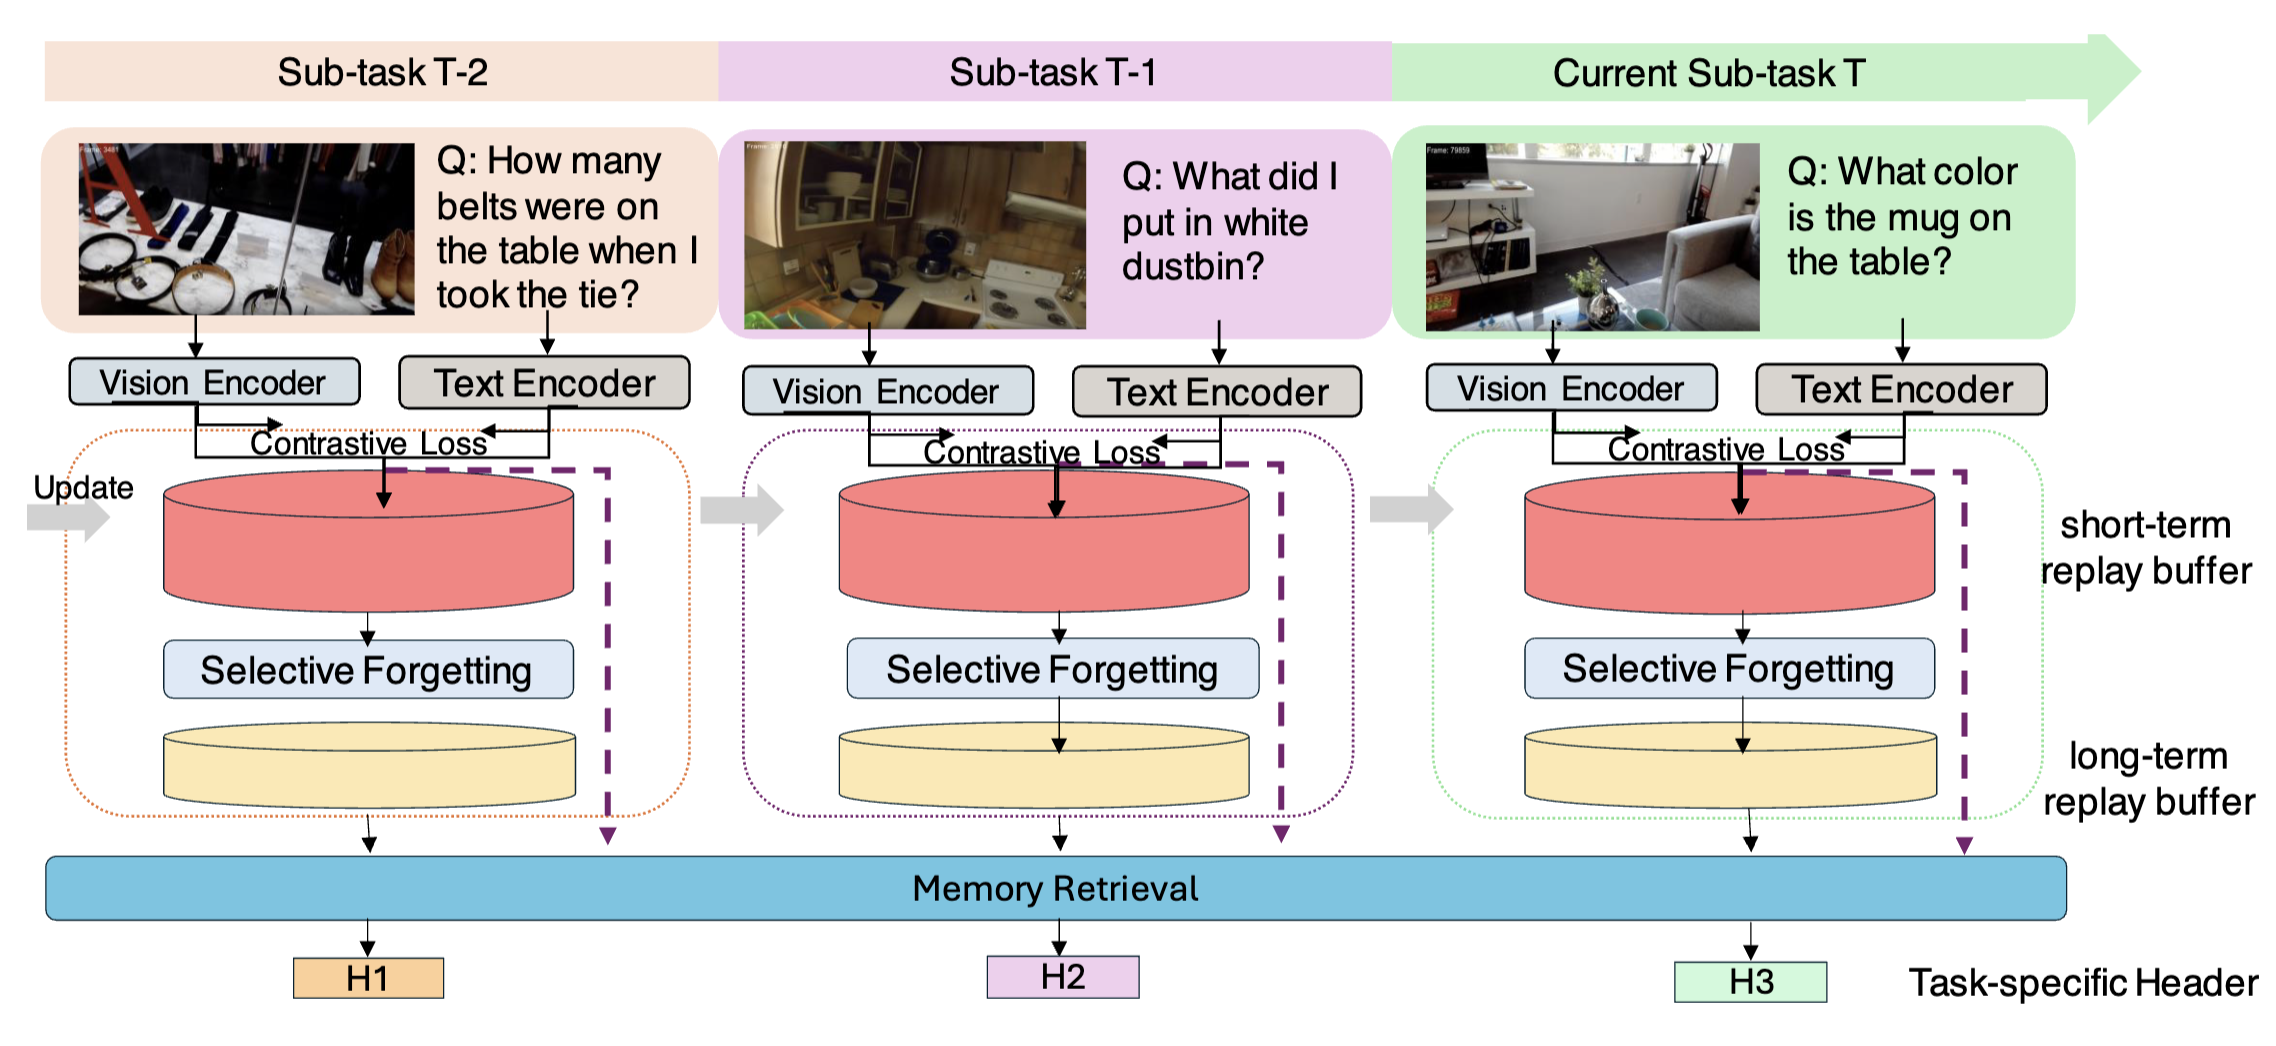 Sub-task T-2
Sub-task T-1
Current Sub-task T
Q: How many
belts were on
the table when I
took the tie?
Q: What did I
put in white
dustbin?
Frame: 79859
Q: What color
is the mug on
the table?
Vision Encoder
Text Encoder
Vision Encoder
Text Encoder
Vision Encoder
Text Encoder
Contrastive Loss
Contrastive Loss
Contrastive Loss
Update
short-term
replay buffer
Selective Forgetting
Selective Forgetting
Selective Forgetting
long-term
replay buffer
Memory Retrieval
H1
H2
H3
Task-specific Header